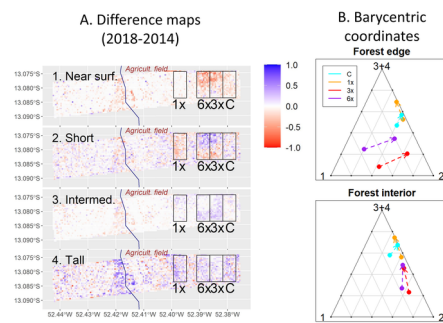 A. Difference maps
(2018-2014)
B. Barycentric
coordinates
Agricult. field
1. Near surf.
1x 6x3x C
13.075°S
13.080°S
13.085°S
13.090°S
Agricult. field
2. Short
1x 6x3x C
13.075°S
13.080°S
13.085°S
13.090°S
Agricult. field
3. Intermed.
1x 6x3x C
13.075°S
13.080°S
13.085°S
13.090°S
Agricult. field
4. Tall
1x 6x3x C
13.075°S
13.080°S
13.085°S
13.090°S
52.44°W 52.43°W 52.42°W 52.41°W 52.40°W 52.39°W 52.38°W
1.0
0.5
0.0
-0.5
-1.0
Forest edge
3+4
C
1x
3x
6x
1 2
Forest interior
3+4
1 2